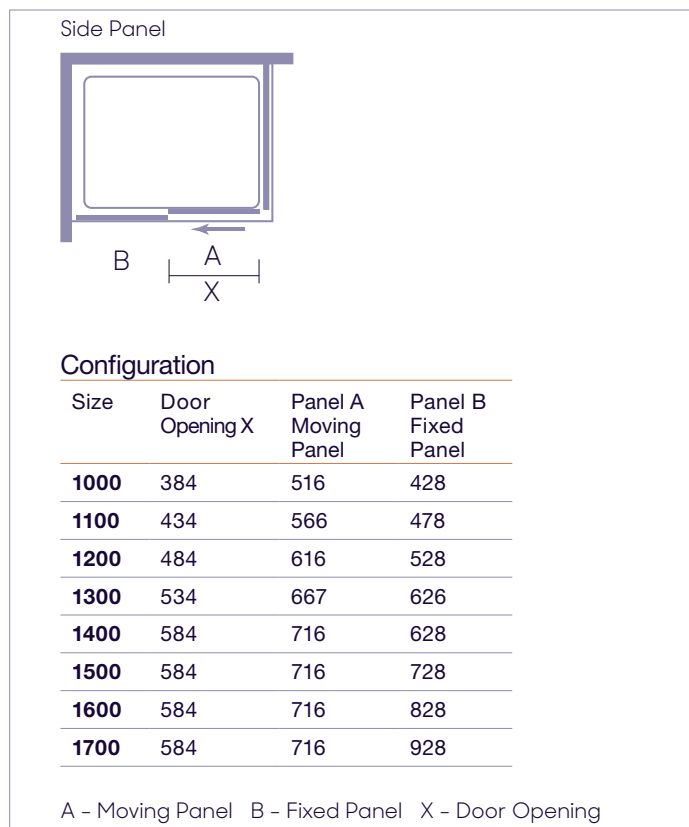 Side Panel
B
A
X
Configuration
Size Door Opening X Panel A Moving Panel Panel B Fixed Panel
1000 384 516 428
1100 434 566 478
1200 484 616 528
1300 534 667 626
1400 584 716 628
1500 584 716 728
1600 584 716 828
1700 584 716 928
A - Moving Panel B - Fixed Panel X - Door Opening